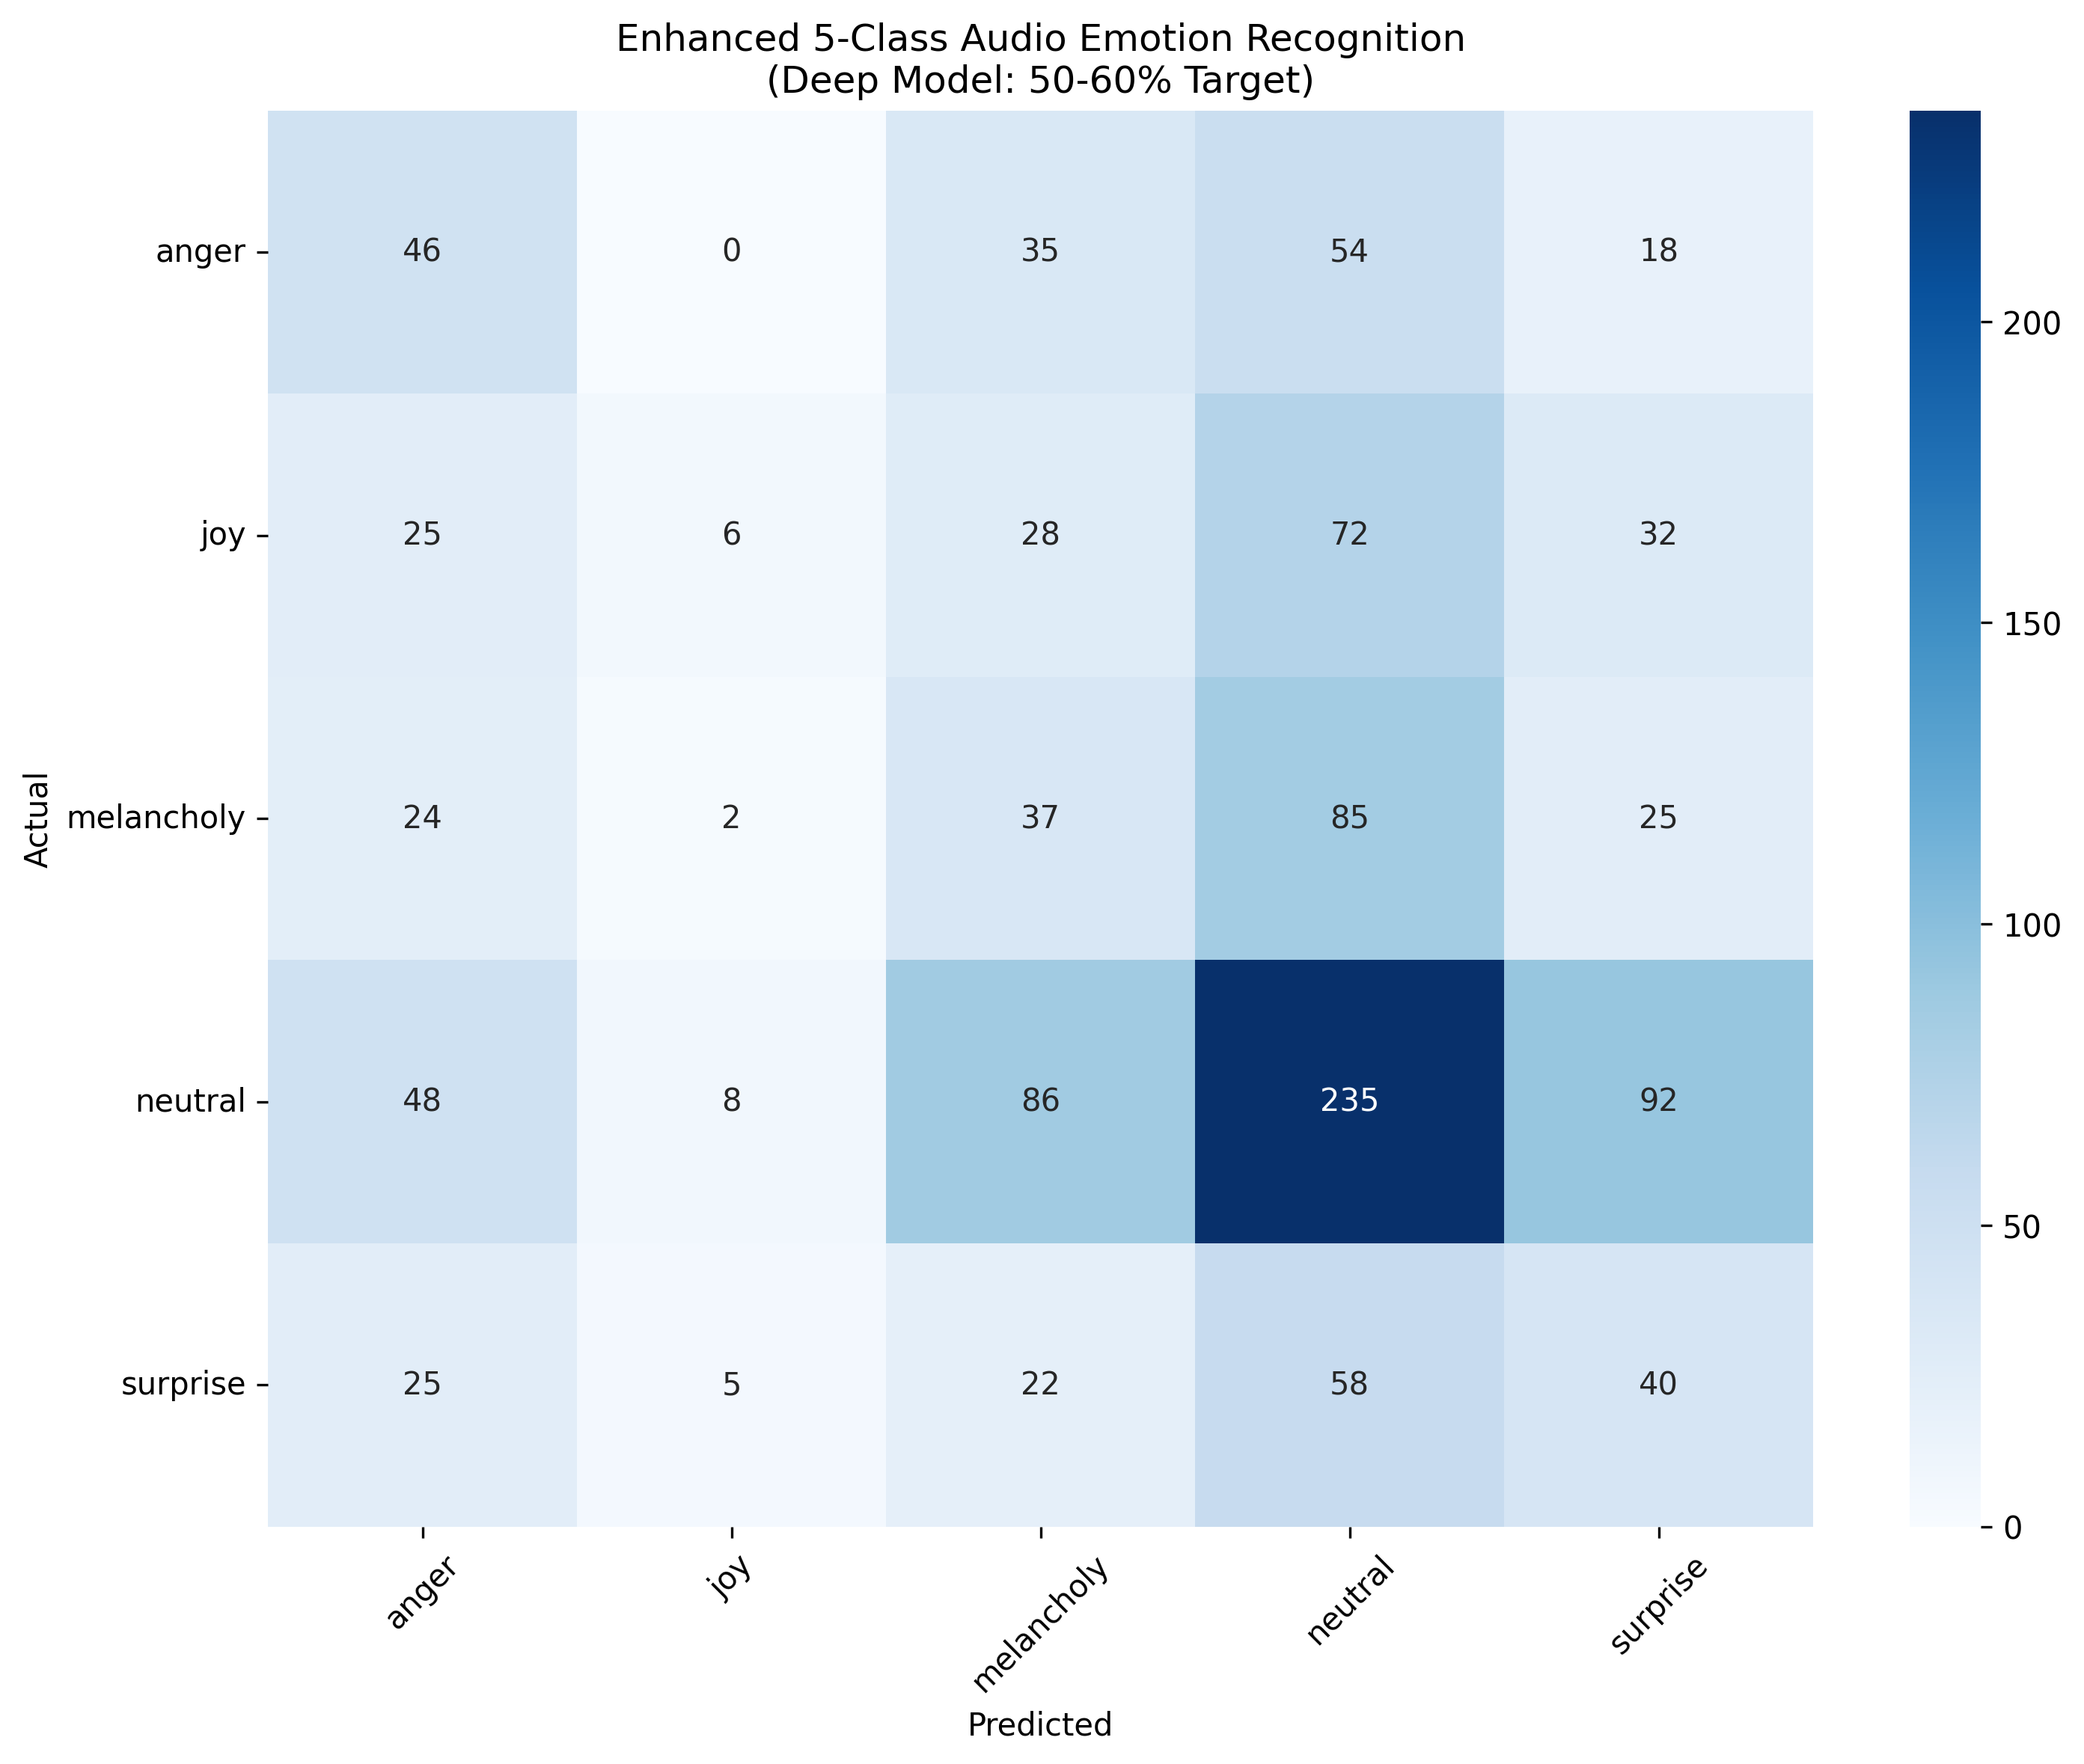 Enhanced 5-Class Audio Emotion Recognition
(Deep Model: 50-60% Target)
anger 46 0 35 54 18
joy 25 6 28 72 32
melancholy 24 2 37 85 25
neutral 48 8 86 235 92
surprise 25 5 22 58 40
Actual
anger joy melancholy neutral surprise
Predicted
200
150
100
50
0